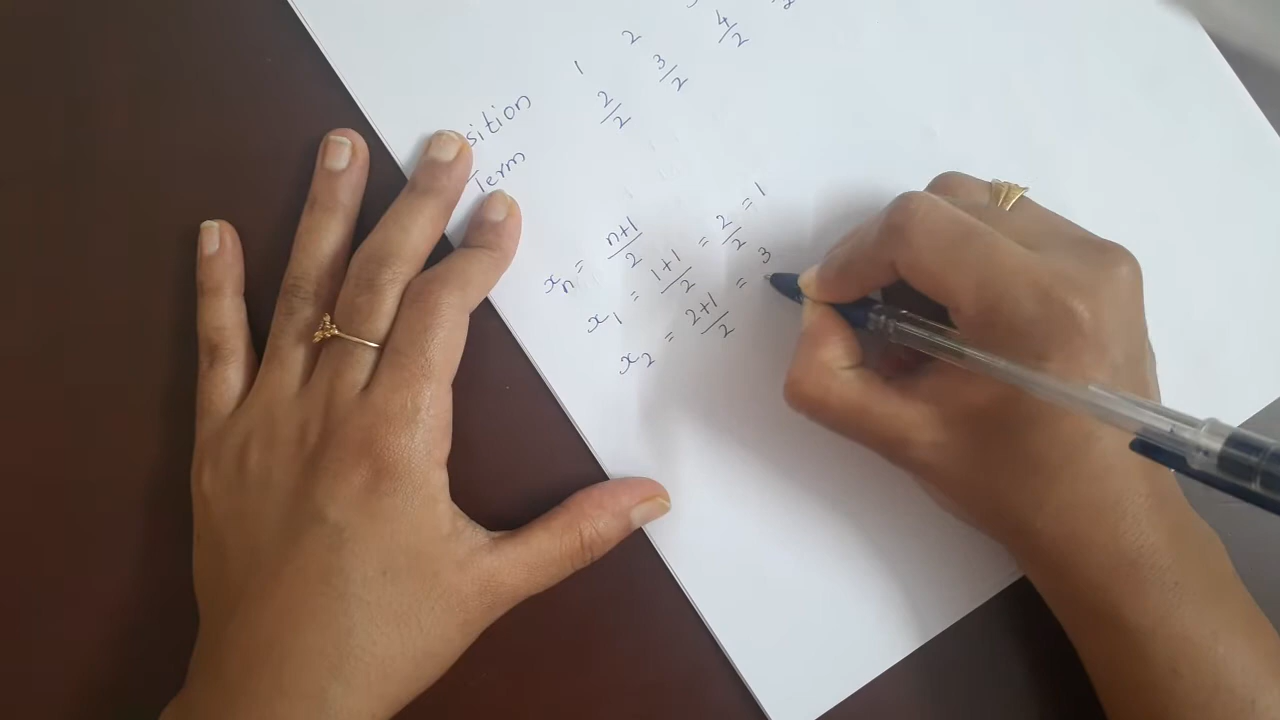 1 2
sition 2/2 3/2 4/2
Term
xn = n+1/2
x1 = 1+1/2 = 2/2 = 1
x2 = 2+1/2 = 3